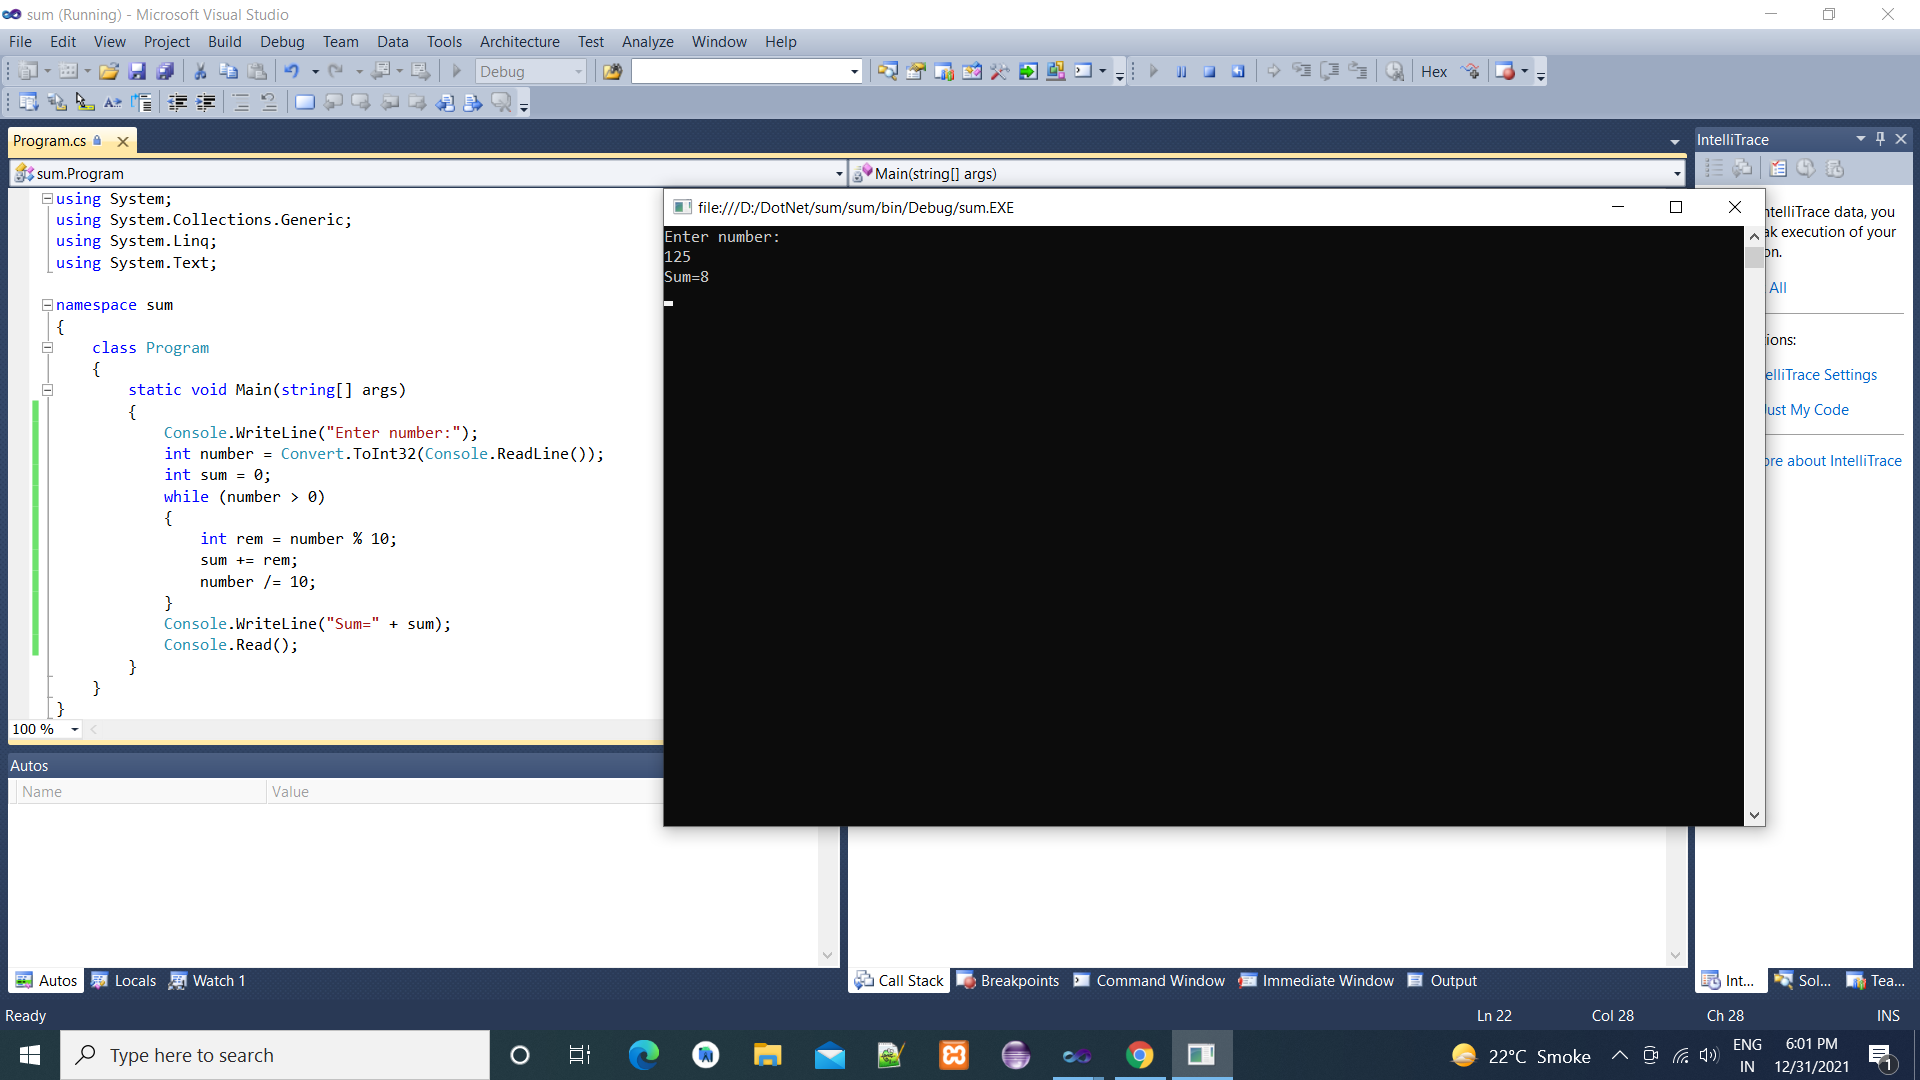 sum (Running) - Microsoft Visual Studio
File Edit View Project Build Debug Team Data Tools Architecture Test Analyze Window Help
Debug
Hex
Program.cs
IntelliTrace
sum.Program
Main(string[] args)
using System;
using System.Collections.Generic;
using System.Linq;
using System.Text;
namespace sum
{
class Program
{
static void Main(string[] args)
{
Console.WriteLine("Enter number:");
int number = Convert.ToInt32(Console.ReadLine());
int sum = 0;
while (number > 0)
{
int rem = number % 10;
sum += rem;
number /= 10;
}
Console.WriteLine("Sum=" + sum);
Console.Read();
}
}
}
100 %
file:///D:/DotNet/sum/sum/bin/Debug/sum.EXE
Enter number:
125
Sum=8
ntelliTrace data, you
ak execution of your
on.
All
ions:
elliTrace Settings
Just My Code
ore about IntelliTrace
Autos
Name Value
Autos Locals Watch 1
Call Stack Breakpoints Command Window Immediate Window Output
Int... Sol... Tea...
Ready Ln 22 Col 28 Ch 28 INS
Type here to search
22°C Smoke
ENG
IN
6:01 PM
12/31/2021
1